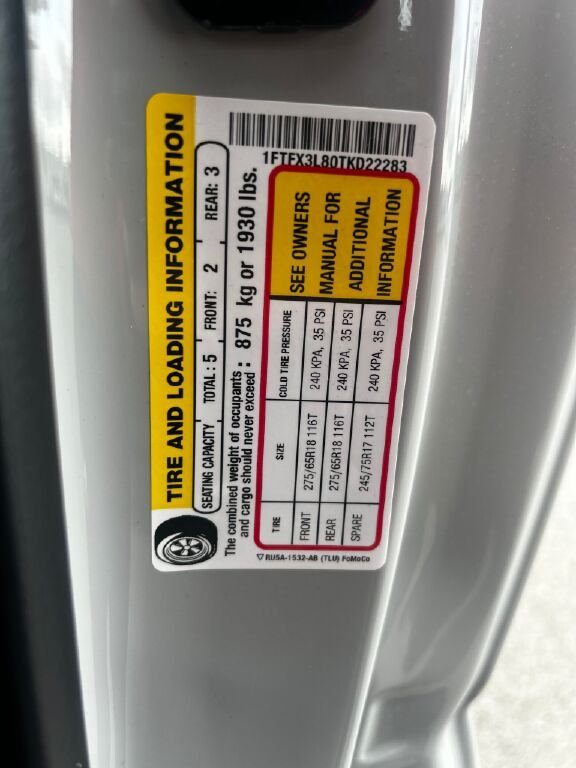 TIRE AND LOADING INFORMATION
SEATING CAPACITY TOTAL : 5 FRONT: 2 REAR: 3
The combined weight of occupants and cargo should never exceed : 875 kg or 1930 lbs.
1FTFX3L80TKD22283
TIRE SIZE COLD TIRE PRESSURE
FRONT 275/65R18 116T 240 KPA, 35 PSI
REAR 275/65R18 116T 240 KPA, 35 PSI
SPARE 245/75R17 112T 240 KPA, 35 PSI
SEE OWNERS
MANUAL FOR
ADDITIONAL
INFORMATION
RU5A-1532-AB (TLU) FoMoCo